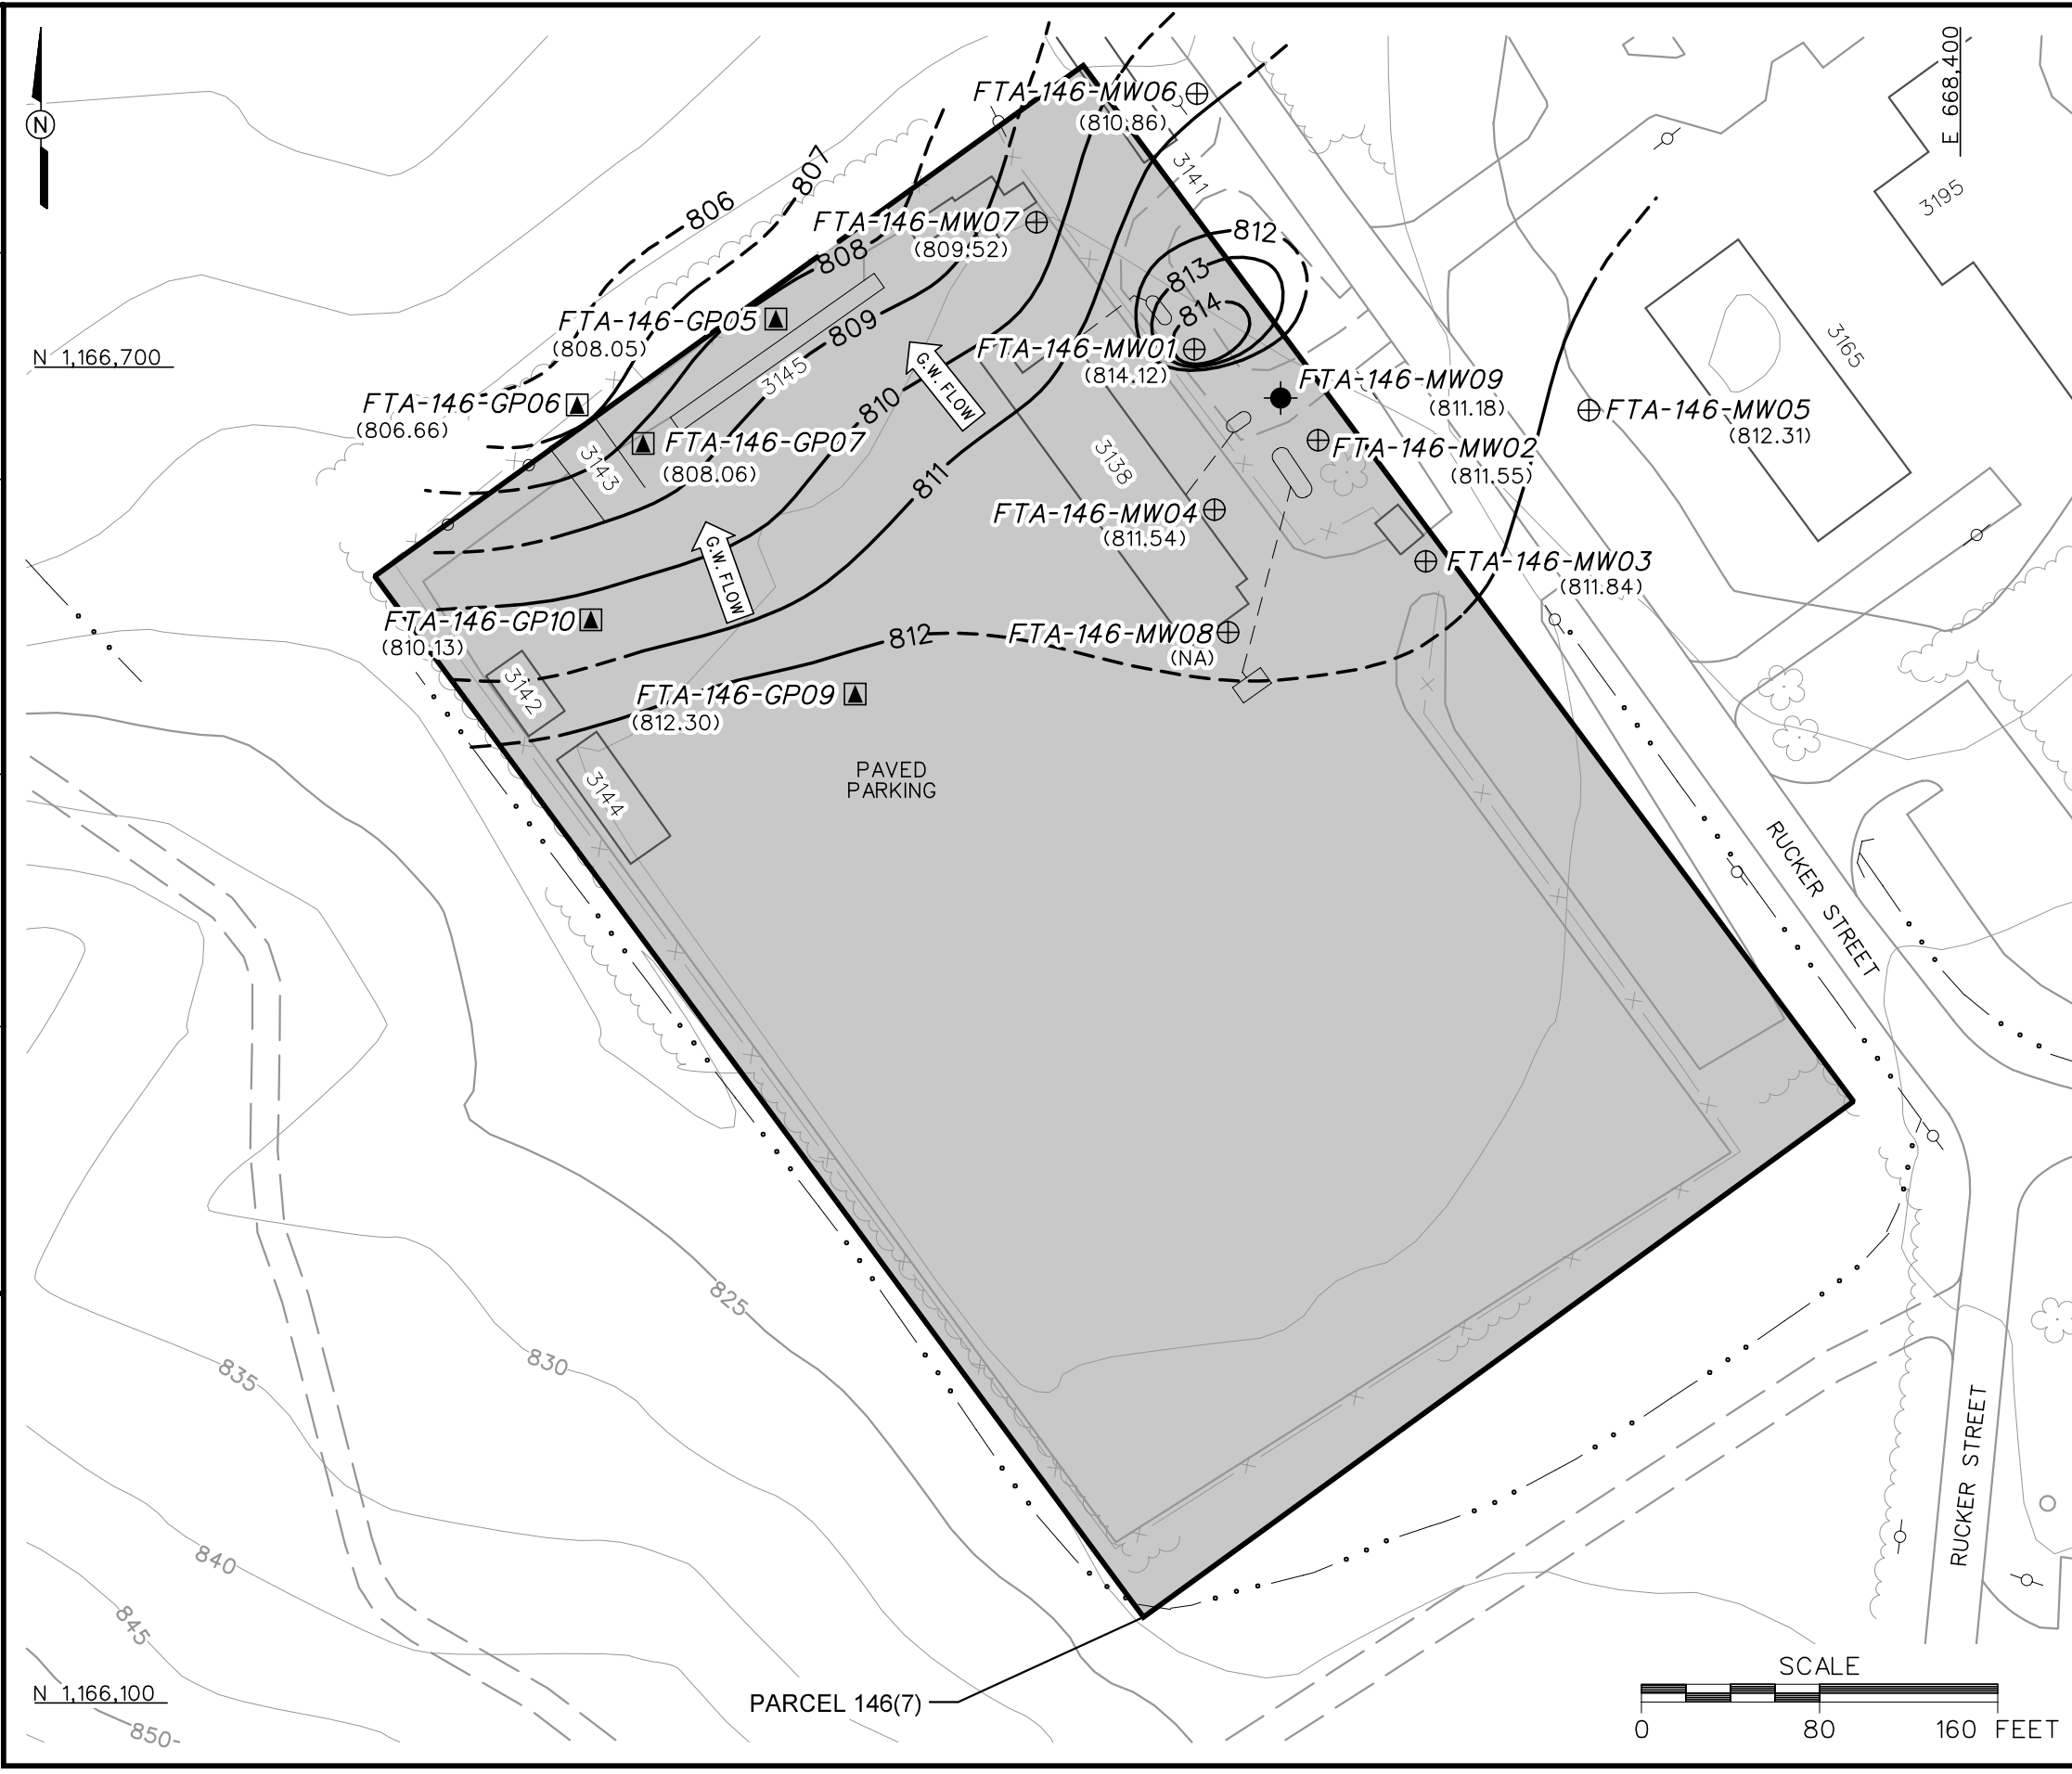 E 668,400
N
FTA-146-MW06
(810.86)
3141
3195
807
806
812
FTA-146-MW07
(809.52)
808
813
814
FTA-146-GP05
(808.05)
809
FTA-146-MW01
(814.12)
3165
N 1,166,700
3145
G.W. FLOW
FTA-146-MW09
(811.18)
FTA-146-GP06
(806.66)
810
FTA-146-MW05
(812.31)
FTA-146-GP07
(808.06)
3143
811
3138
FTA-146-MW02
(811.55)
FTA-146-MW04
(811.54)
G.W. FLOW
FTA-146-MW03
(811.84)
FTA-146-GP10
(810.13)
812
FTA-146-MW08
(NA)
3142
FTA-146-GP09
(812.30)
3144
PAVED
PARKING
RUCKER STREET
825
830
835
RUCKER STREET
840
845
850
N 1,166,100
PARCEL 146(7)
SCALE
0 80 160 FEET